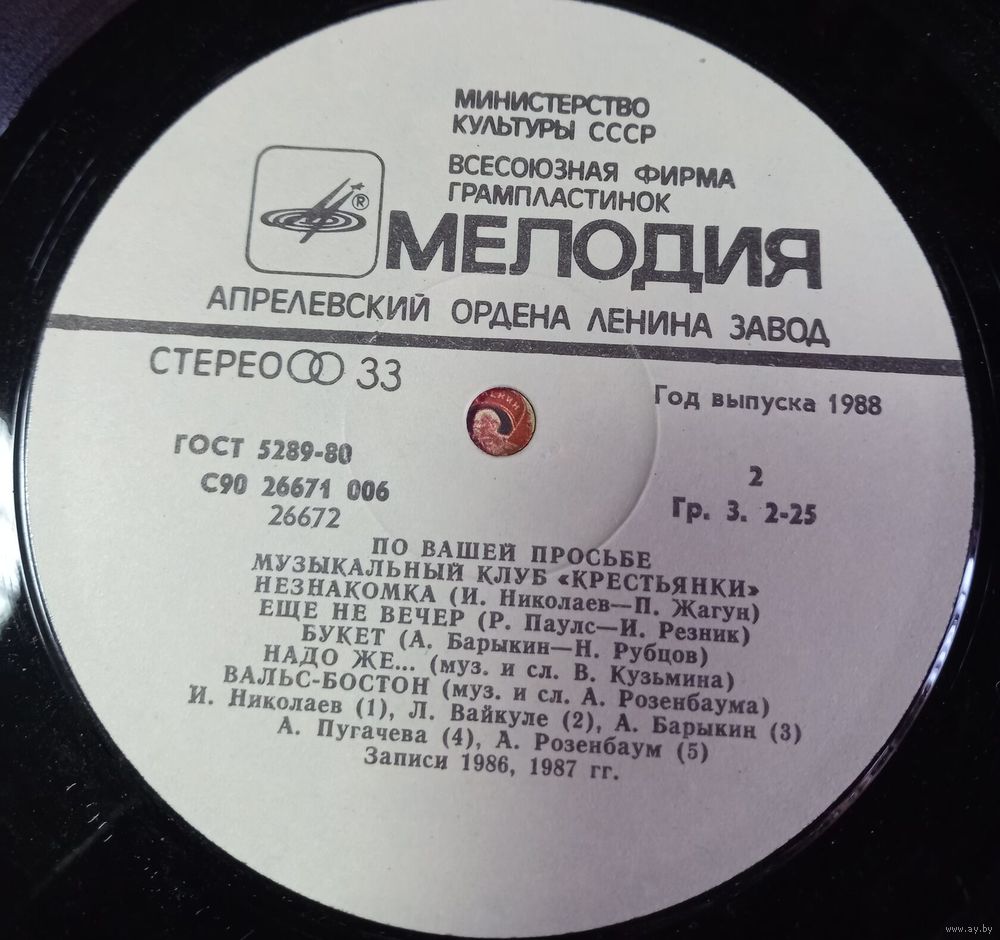 МИНИСТЕРСТВО
КУЛЬТУРЫ СССР
ВСЕСОЮЗНАЯ ФИРМА
ГРАМПЛАСТИНОК
®
МЕЛОДИЯ
АПРЕЛЕВСКИЙ ОРДЕНА ЛЕНИНА ЗАВОД
СТЕРЕО 33
Год выпуска 1988
ГОСТ 5289-80
С90 26671 006
26672
2
Гр. 3. 2-25
ПО ВАШЕЙ ПРОСЬБЕ
МУЗЫКАЛЬНЫЙ КЛУБ «КРЕСТЬЯНКИ»
НЕЗНАКОМКА (И. Николаев—П. Жагун)
ЕЩЕ НЕ ВЕЧЕР (Р. Паулс—И. Резник)
БУКЕТ (А. Барыкин—Н. Рубцов)
НАДО ЖЕ... (муз. и сл. В. Кузьмина)
ВАЛЬС-БОСТОН (муз. и сл. А. Розенбаума)
И. Николаев (1), Л. Вайкуле (2), А. Барыкин (3)
А. Пугачева (4), А. Розенбаум (5)
Записи 1986, 1987 гг.
www.ay.by